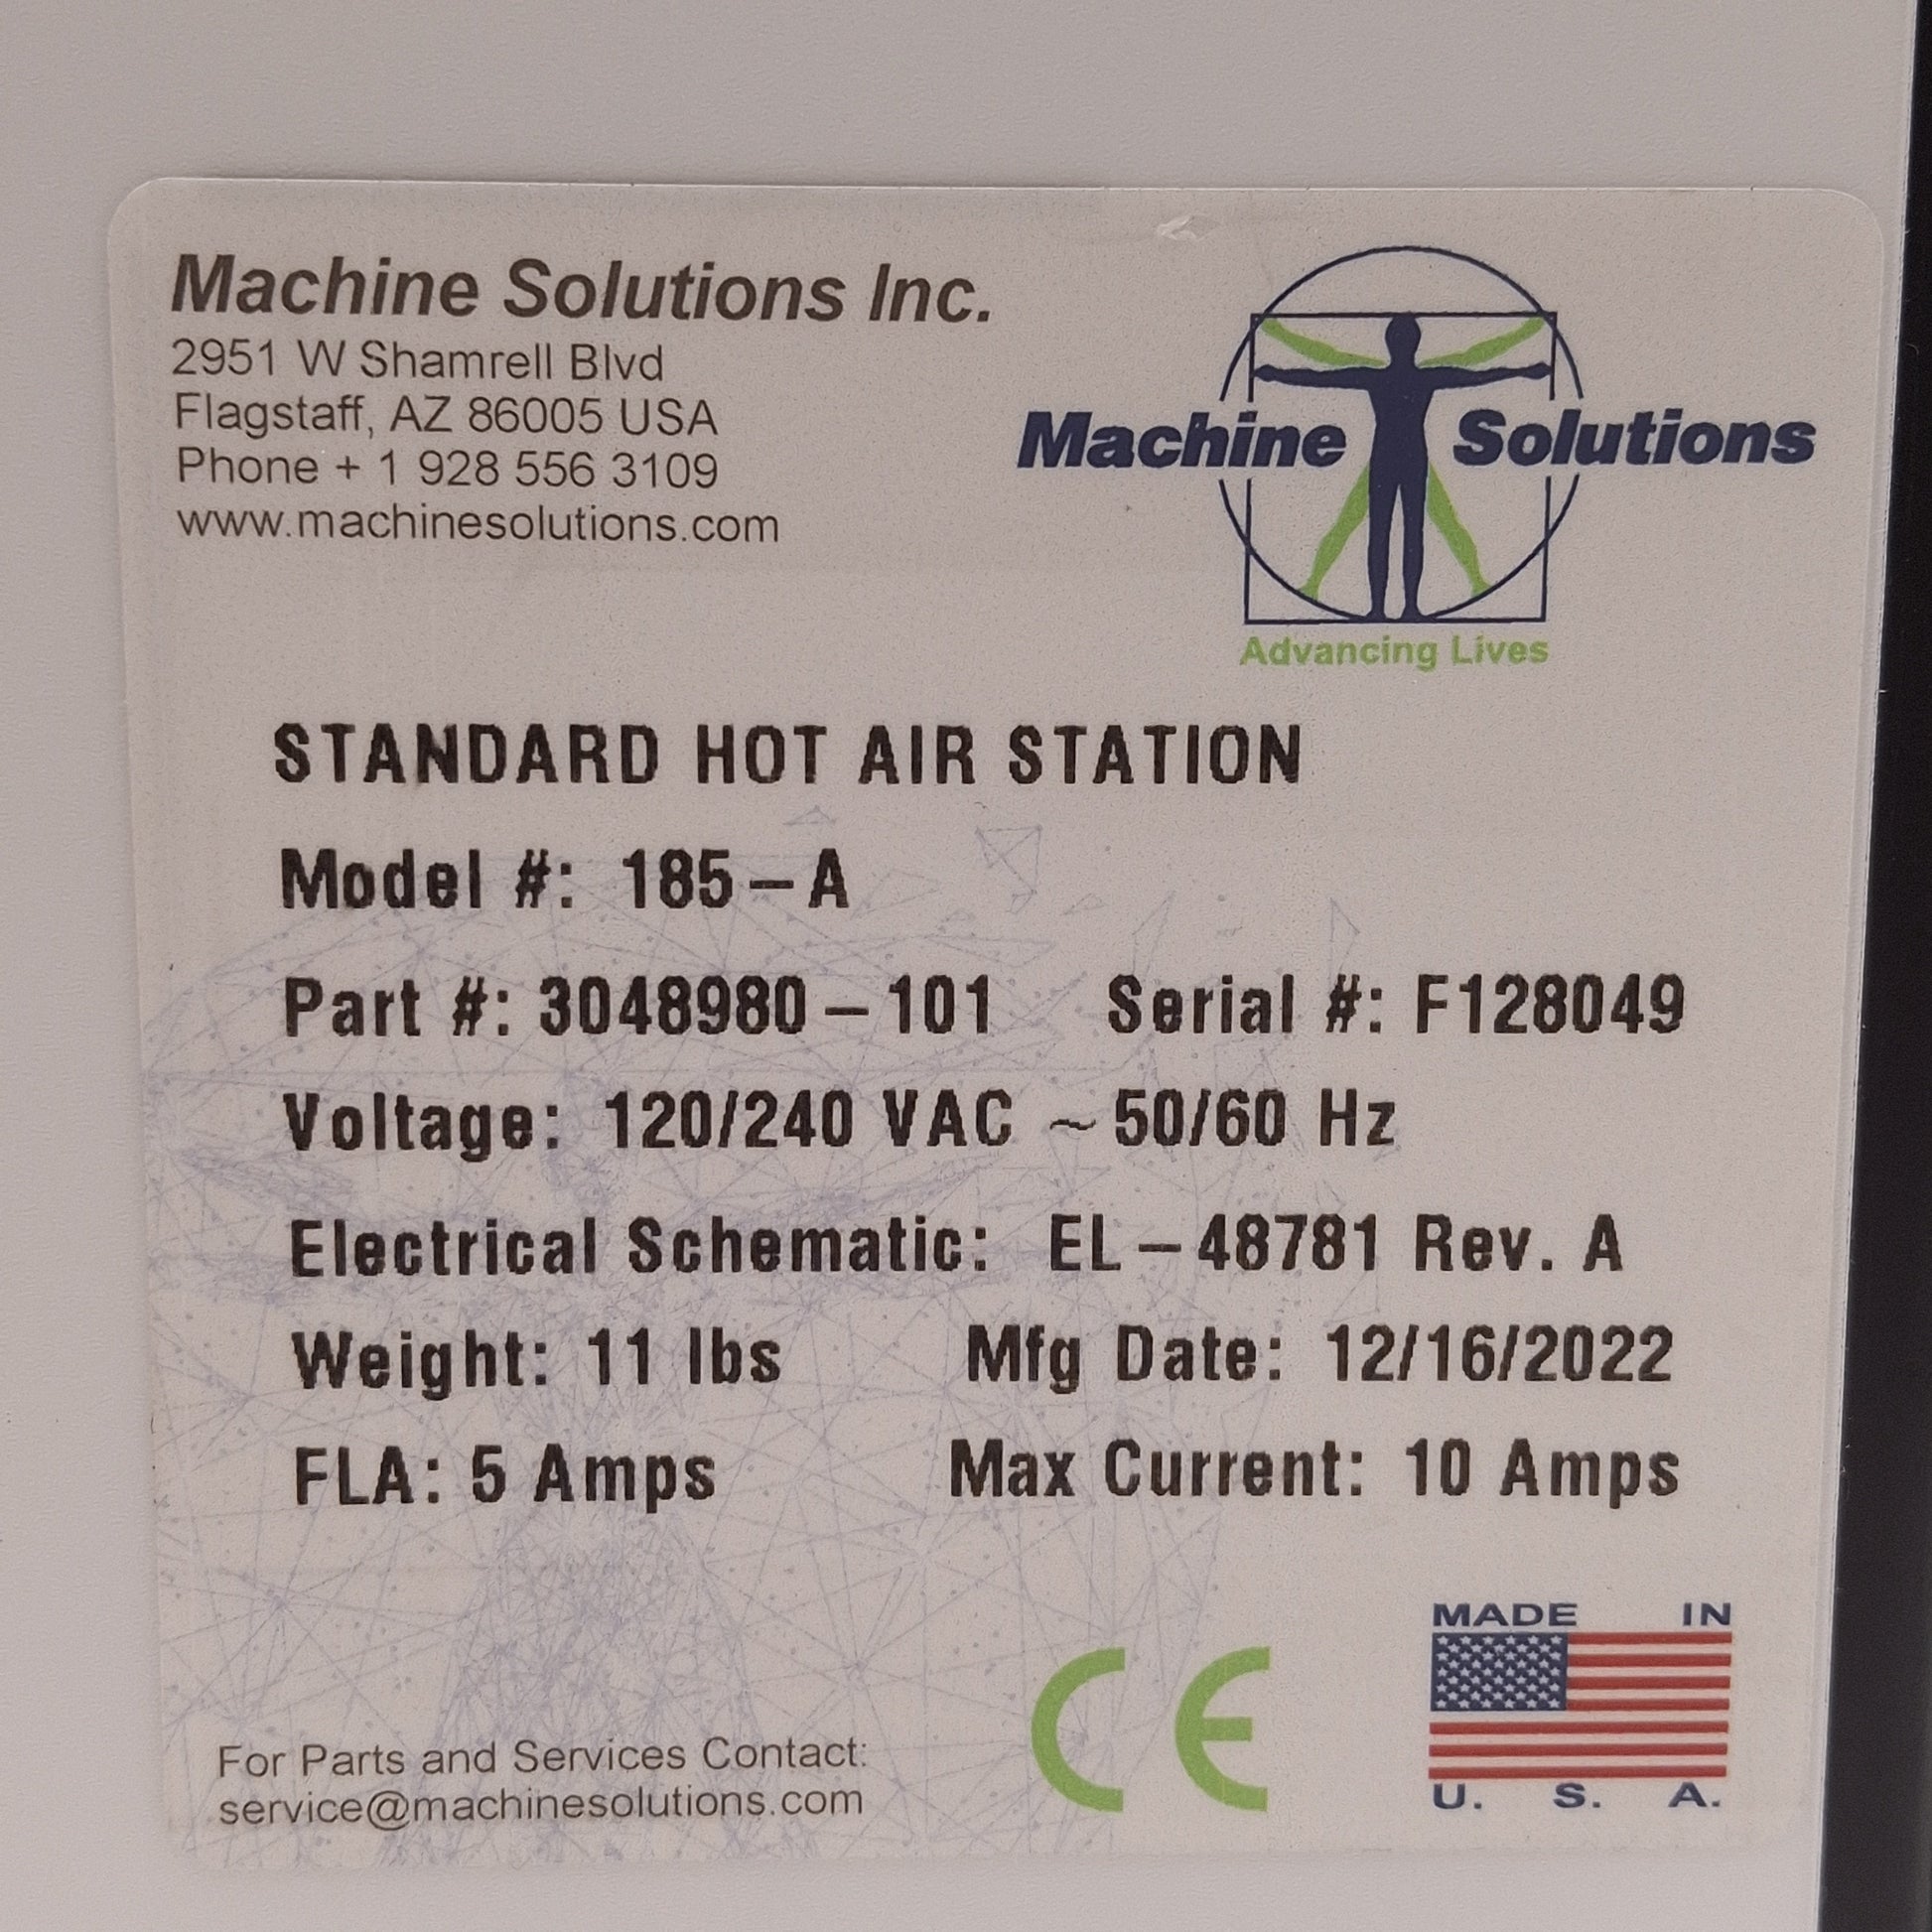 Machine Solutions Inc.
2951 W Shamrell Blvd
Flagstaff, AZ 86005 USA
Phone + 1 928 556 3109
www.machinesolutions.com
Machine Solutions
Advancing Lives
STANDARD HOT AIR STATION
Model #: 185-A
Part #: 3048980-101 Serial #: F128049
Voltage: 120/240 VAC ~ 50/60 Hz
Electrical Schematic: EL-48781 Rev. A
Weight: 11 lbs Mfg Date: 12/16/2022
FLA: 5 Amps Max Current: 10 Amps
For Parts and Services Contact:
service@machinesolutions.com
CE
MADE IN
U. S. A.